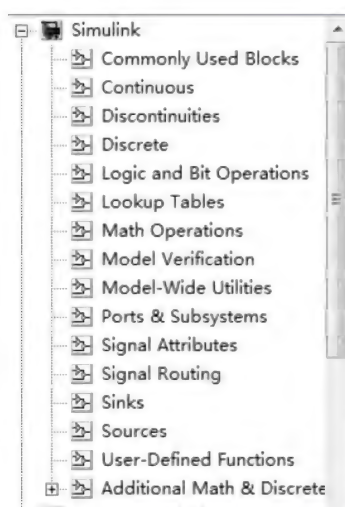 Simulink
Commonly Used Blocks
Continuous
Discontinuities
Discrete
Logic and Bit Operations
Lookup Tables
Math Operations
Model Verification
Model-Wide Utilities
Ports & Subsystems
Signal Attributes
Signal Routing
Sinks
Sources
User-Defined Functions
Additional Math & Discrete